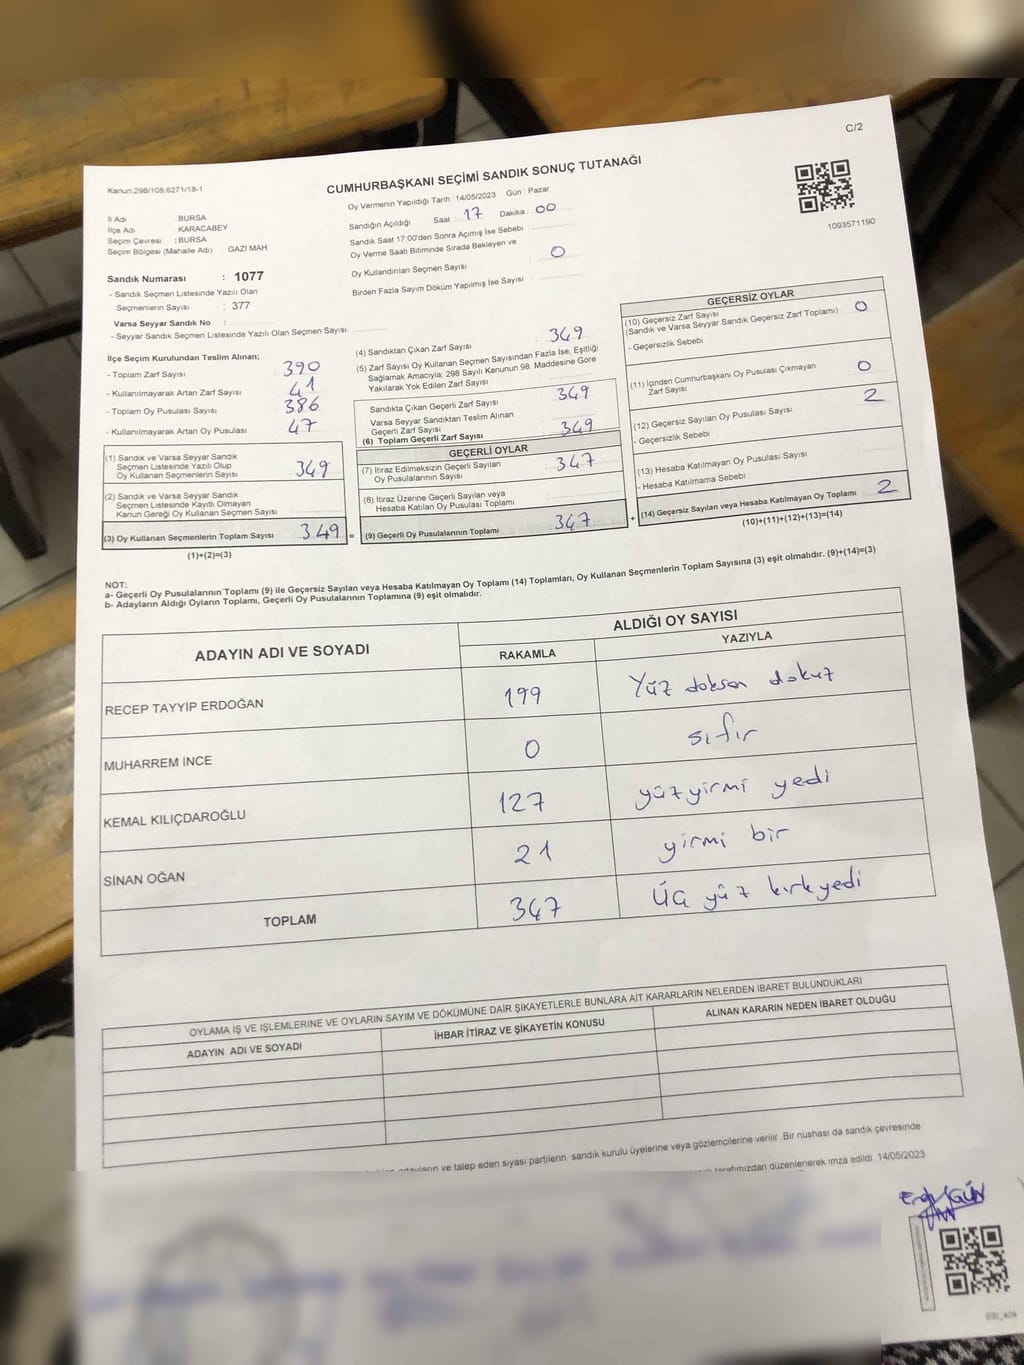 C/2
Kanun:298/105;6271/18-1
CUMHURBAŞKANI SEÇİMİ SANDIK SONUÇ TUTANAĞI
Oy Vermenin Yapıldığı Tarih : 14/05/2023 Gün : Pazar
1093571190
İl Adı BURSA
İlçe Adı KARACABEY
Seçim Çevresi : BURSA
Seçim Bölgesi (Mahalle Adı) GAZİ MAH.
Sandığın Açıldığı Saat 17 Dakika : 00
Sandık Saat 17:00'den Sonra Açımış İse Sebebi
Oy Verme Saati Bitiminde Sırada Bekleyen ve
Oy Kullandırılan Seçmen Sayısı : 0
Birden Fazla Sayım Döküm Yapılmış İse Sayısı :
Sandık Numarası : 1077
- Sandık Seçmen Listesinde Yazılı Olan
Seçmenlerin Sayısı : 377
Varsa Seyyar Sandık No :
- Seyyar Sandık Seçmen Listesinde Yazılı Olan Seçmen Sayısı:
İlçe Seçim Kurulundan Teslim Alınan;
- Toplam Zarf Sayısı : 390
- Kullanılmayarak Artan Zarf Sayısı : 41
- Toplam Oy Pusulası Sayısı : 386
- Kullanılmayarak Artan Oy Pusulası : 47
(1) Sandık ve Varsa Seyyar Sandık
Seçmen Listesinde Yazılı Olup
Oy Kullanan Seçmenlerin Sayısı : 349
(2) Sandık ve Varsa Seyyar Sandık
Seçmen Listesinde Kayıtlı Olmayan
Kanun Gereği Oy Kullanan Seçmen Sayısı :
(3) Oy Kullanan Seçmenlerin Toplam Sayısı 349 =
(1)+(2)=(3)
(4) Sandıktan Çıkan Zarf Sayısı : 349
(5) Zarf Sayısı Oy Kullanan Seçmen Sayısından Fazla İse, Eşitliği
Sağlamak Amacıyla; 298 Sayılı Kanunun 98. Maddesine Göre
Yakılarak Yok Edilen Zarf Sayısı :
Sandıkta Çıkan Geçerli Zarf Sayısı : 349
Varsa Seyyar Sandıktan Teslim Alınan
Geçerli Zarf Sayısı
(6) Toplam Geçerli Zarf Sayısı : 349
GEÇERLİ OYLAR
(7) İtiraz Edilmeksizin Geçerli Sayılan
Oy Pusulalarının Sayısı : 347
(8) İtiraz Üzerine Geçerli Sayılan veya
Hesaba Katılan Oy Pusulası Toplamı :
(9) Geçerli Oy Pusulalarının Toplamı : 347 +
GEÇERSİZ OYLAR
(10) Geçersiz Zarf Sayısı
(Sandık ve Varsa Seyyar Sandık Geçersiz Zarf Toplamı) : 0
- Geçersizlik Sebebi
(11) İçinden Cumhurbaşkanı Oy Pusulası Çıkmayan
Zarf Sayısı 0
(12) Geçersiz Sayılan Oy Pusulası Sayısı 2
- Geçersizlik Sebebi
(13) Hesaba Katılmayan Oy Pusulası Sayısı
- Hesaba Katılmama Sebebi :
(14) Geçersiz Sayılan veya Hesaba Katılmayan Oy Toplamı 2
(10)+(11)+(12)+(13)=(14)
NOT:
a- Geçerli Oy Pusulalarının Toplamı (9) ile Geçersiz Sayılan veya Hesaba Katılmayan Oy Toplamı (14) Toplamları, Oy Kullanan Seçmenlerin Toplam Sayısına (3) eşit olmalıdır. (9)+(14)=(3)
b- Adayların Aldığı Oyların Toplamı, Geçerli Oy Pusulalarının Toplamına (9) eşit olmalıdır.
ADAYIN ADI VE SOYADI
ALDIĞI OY SAYISI
RAKAMLA YAZIYLA
RECEP TAYYİP ERDOĞAN 199 Yüz doksan dokuz
MUHARREM İNCE 0 sıfır
KEMAL KILIÇDAROĞLU 127 yüzyirmi yedi
SİNAN OĞAN 21 yirmi bir
TOPLAM 347 Üç yüz kırkyedi
OYLAMA İŞ VE İŞLEMLERİNE VE OYLARIN SAYIM VE DÖKÜMÜNE DAİR ŞİKAYETLERLE BUNLARA AİT KARARLARIN NELERDEN İBARET BULUNDUKLARI
ADAYIN ADI VE SOYADI İHBAR İTİRAZ VE ŞİKAYETİN KONUSU ALINAN KARARIN NEDEN İBARET OLDUĞU
adayların ve talep eden siyasi partilerin sandık kurulu üyelerine veya gözlemcilerine verilir .Bir nüshası da sandık çevresinde
tarafımızdan düzenlenerek imza edildi. 14/05/2023